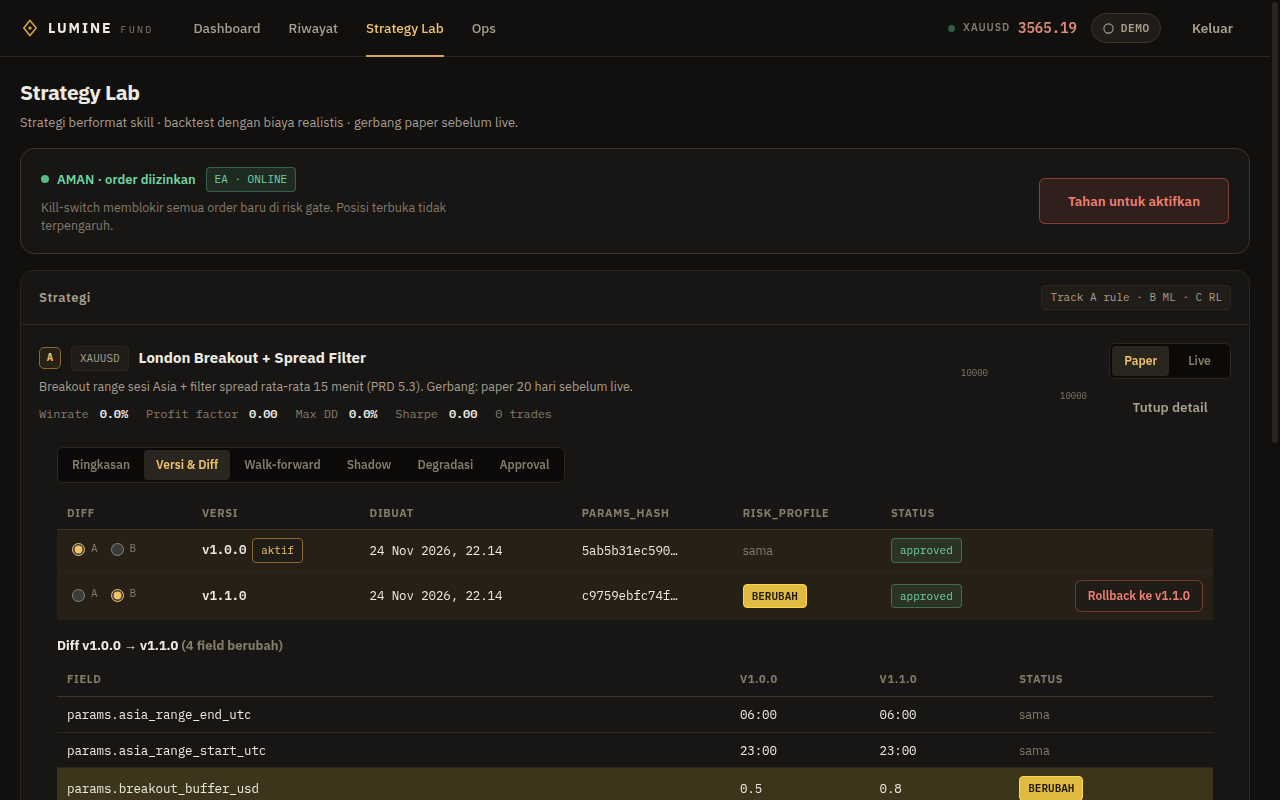 LUMINE FUND Dashboard Riwayat Strategy Lab Ops XAUUSD 3565.19 DEMO Keluar
Strategy Lab
Strategi berformat skill · backtest dengan biaya realistis · gerbang paper sebelum live.
AMAN · order diizinkan EA · ONLINE
Kill-switch memblokir semua order baru di risk gate. Posisi terbuka tidak
terpengaruh.
Tahan untuk aktifkan
Strategi Track A rule · B ML · C RL
A XAUUSD London Breakout + Spread Filter
Breakout range sesi Asia + filter spread rata-rata 15 menit (PRD 5.3). Gerbang: paper 20 hari sebelum live.
Winrate 0.0% Profit factor 0.00 Max DD 0.0% Sharpe 0.00 0 trades
10000
10000
Paper Live
Tutup detail
Ringkasan Versi & Diff Walk-forward Shadow Degradasi Approval
DIFF VERSI DIBUAT PARAMS_HASH RISK_PROFILE STATUS
A B v1.0.0 aktif 24 Nov 2026, 22.14 5ab5b31ec590… sama approved
A B v1.1.0 24 Nov 2026, 22.14 c9759ebfc74f… BERUBAH approved Rollback ke v1.1.0
Diff v1.0.0 → v1.1.0 (4 field berubah)
FIELD V1.0.0 V1.1.0 STATUS
params.asia_range_end_utc 06:00 06:00 sama
params.asia_range_start_utc 23:00 23:00 sama
params.breakout_buffer_usd 0.5 0.8 BERUBAH